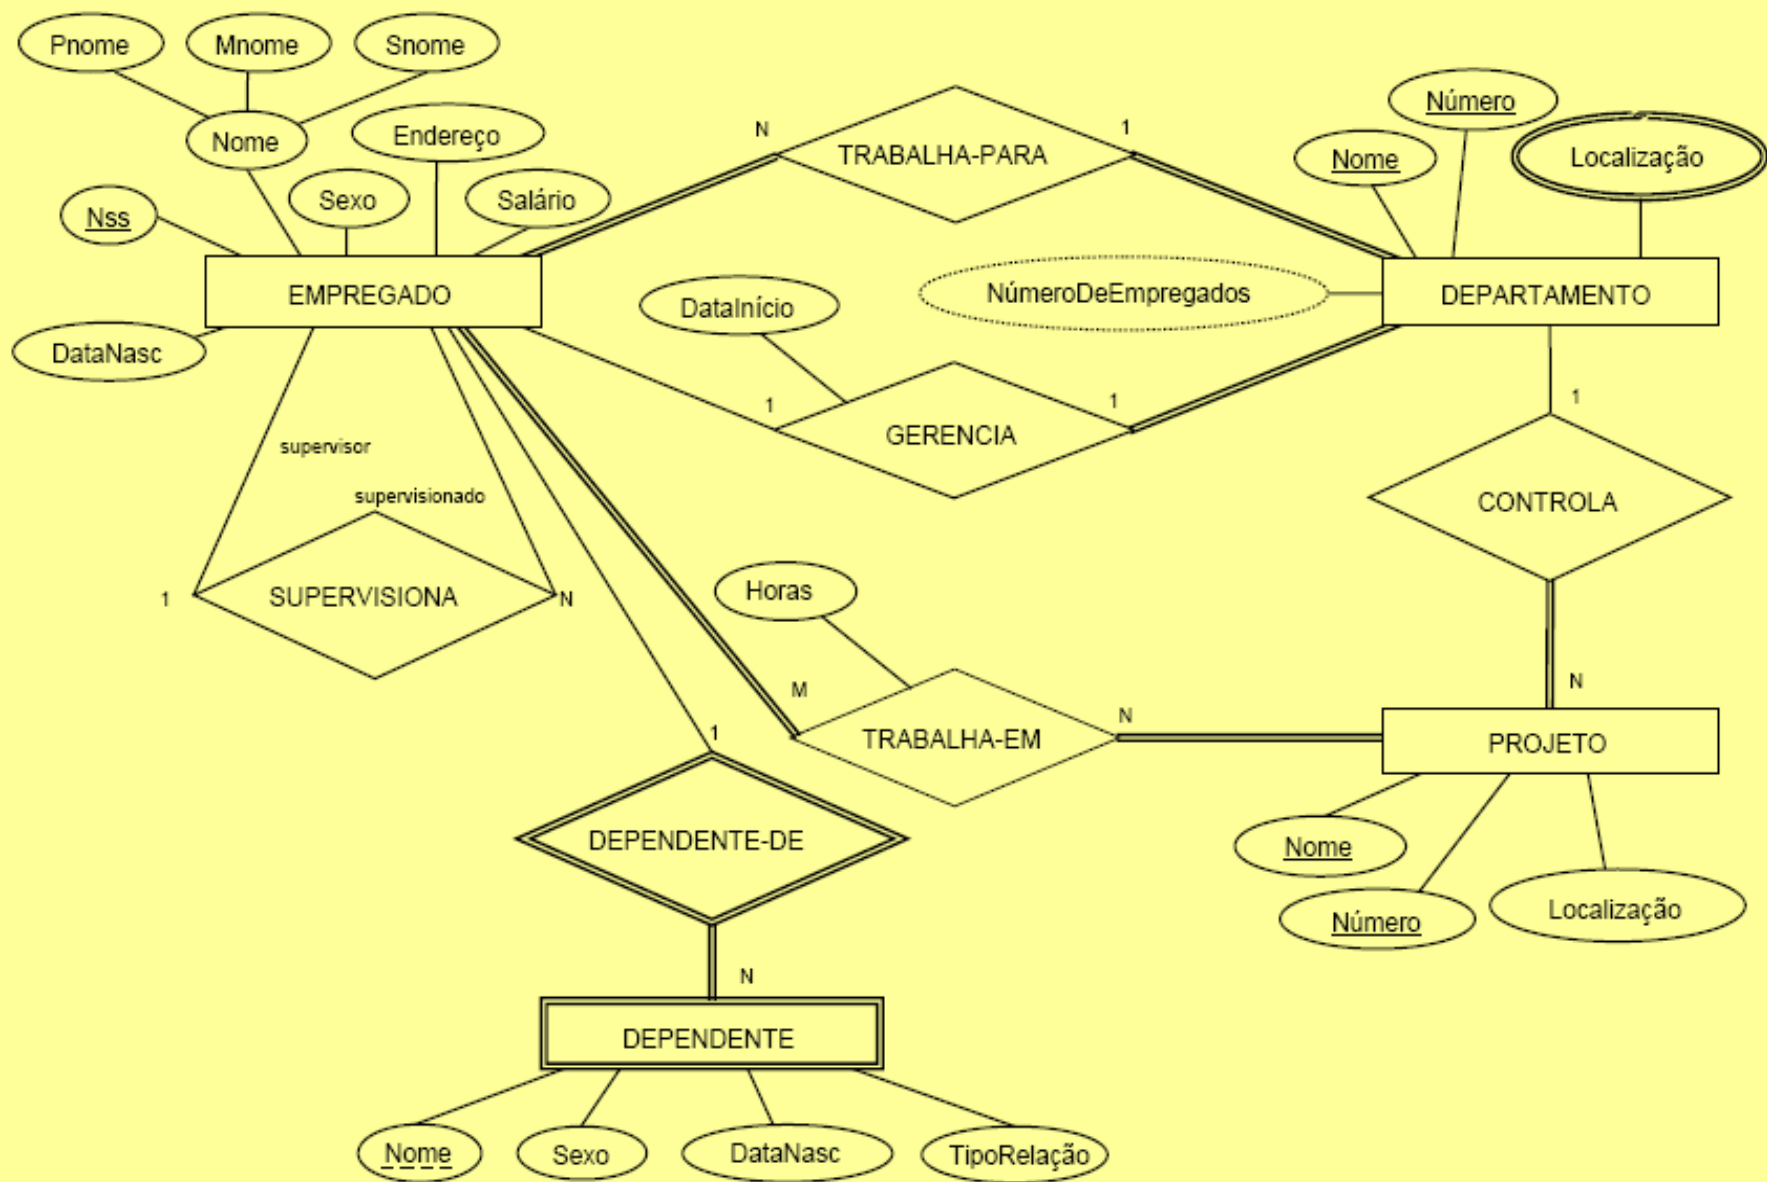 Pnome
Mnome
Snome
Nome
Endereço
Nss
Sexo
Salário
EMPREGADO
DataNasc
N
TRABALHA-PARA
1
Número
Nome
Localização
NúmeroDeEmpregados
DEPARTAMENTO
DataInício
1
GERENCIA
1
1
CONTROLA
N
supervisor
supervisionado
1
SUPERVISIONA
N
Horas
M
TRABALHA-EM
N
PROJETO
Nome
Número
Localização
1
DEPENDENTE-DE
N
DEPENDENTE
Nome
Sexo
DataNasc
TipoRelação